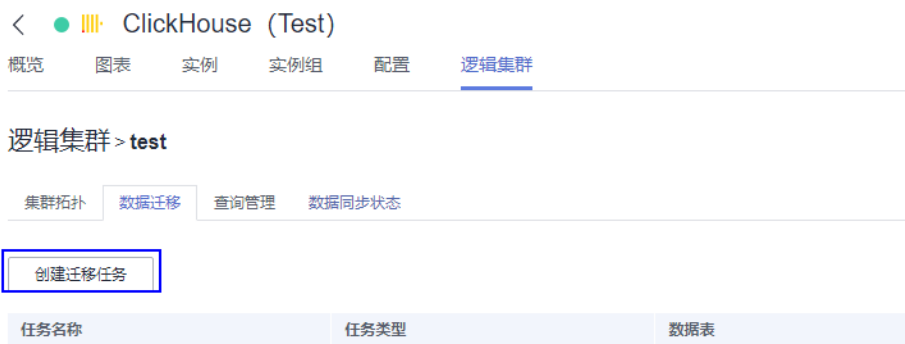 ClickHouse (Test)
概览 图表 实例 实例组 配置 逻辑集群
逻辑集群 > test
集群拓扑 数据迁移 查询管理 数据同步状态
创建迁移任务
任务名称 任务类型 数据表